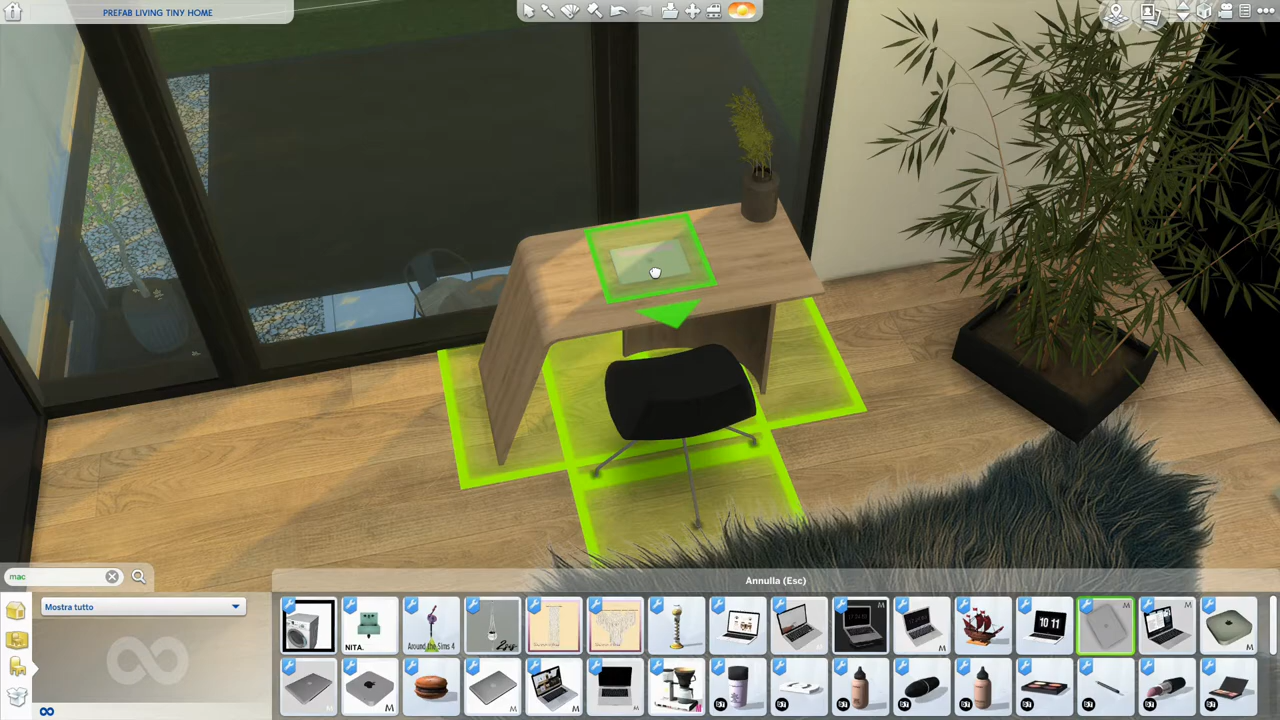 PREFAB LIVING TINY HOME
mac
Annulla (Esc)
Mostra tutto
NITA.
Around the Sims 4
10 11